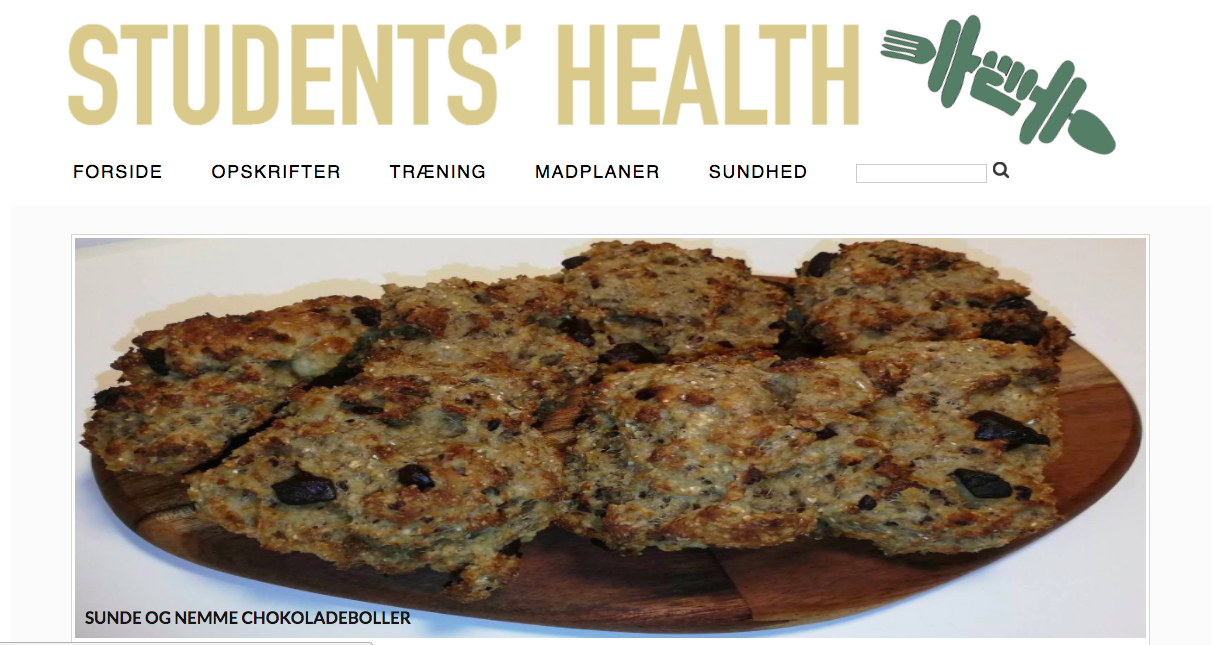 STUDENTS' HEALTH
FORSIDE OPSKRIFTER TRÆNING MADPLANER SUNDHED
SUNDE OG NEMME CHOKOLADEBOLLER